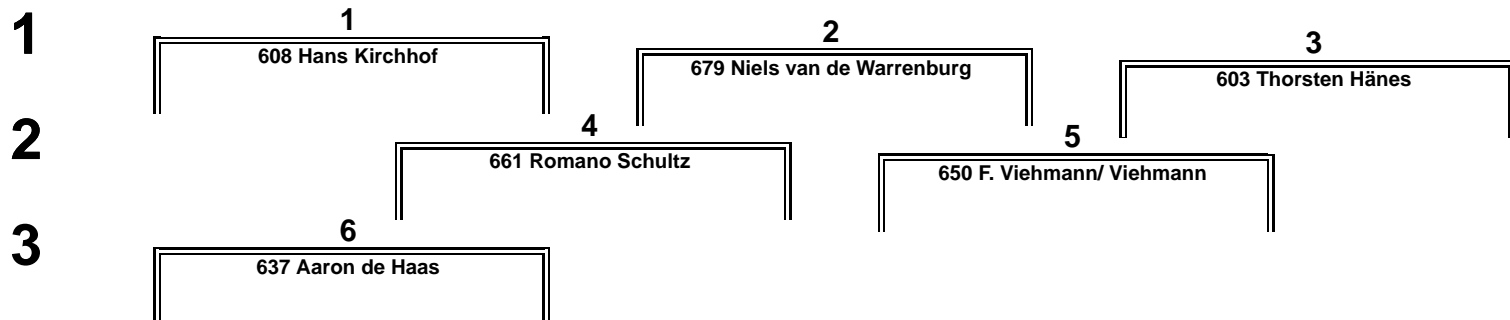 1
1 2 3
608 Hans Kirchhof 679 Niels van de Warrenburg 603 Thorsten Hänes
2
4 5
661 Romano Schultz 650 F. Viehmann/ Viehmann
3
6
637 Aaron de Haas